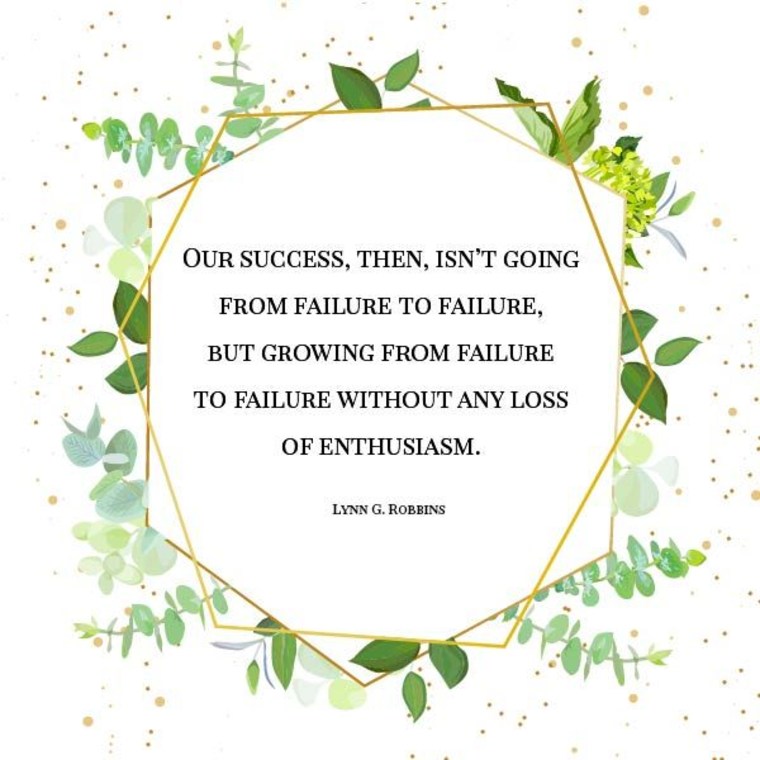 Our success, then, isn't going
from failure to failure,
but growing from failure
to failure without any loss
of enthusiasm.
Lynn G. Robbins